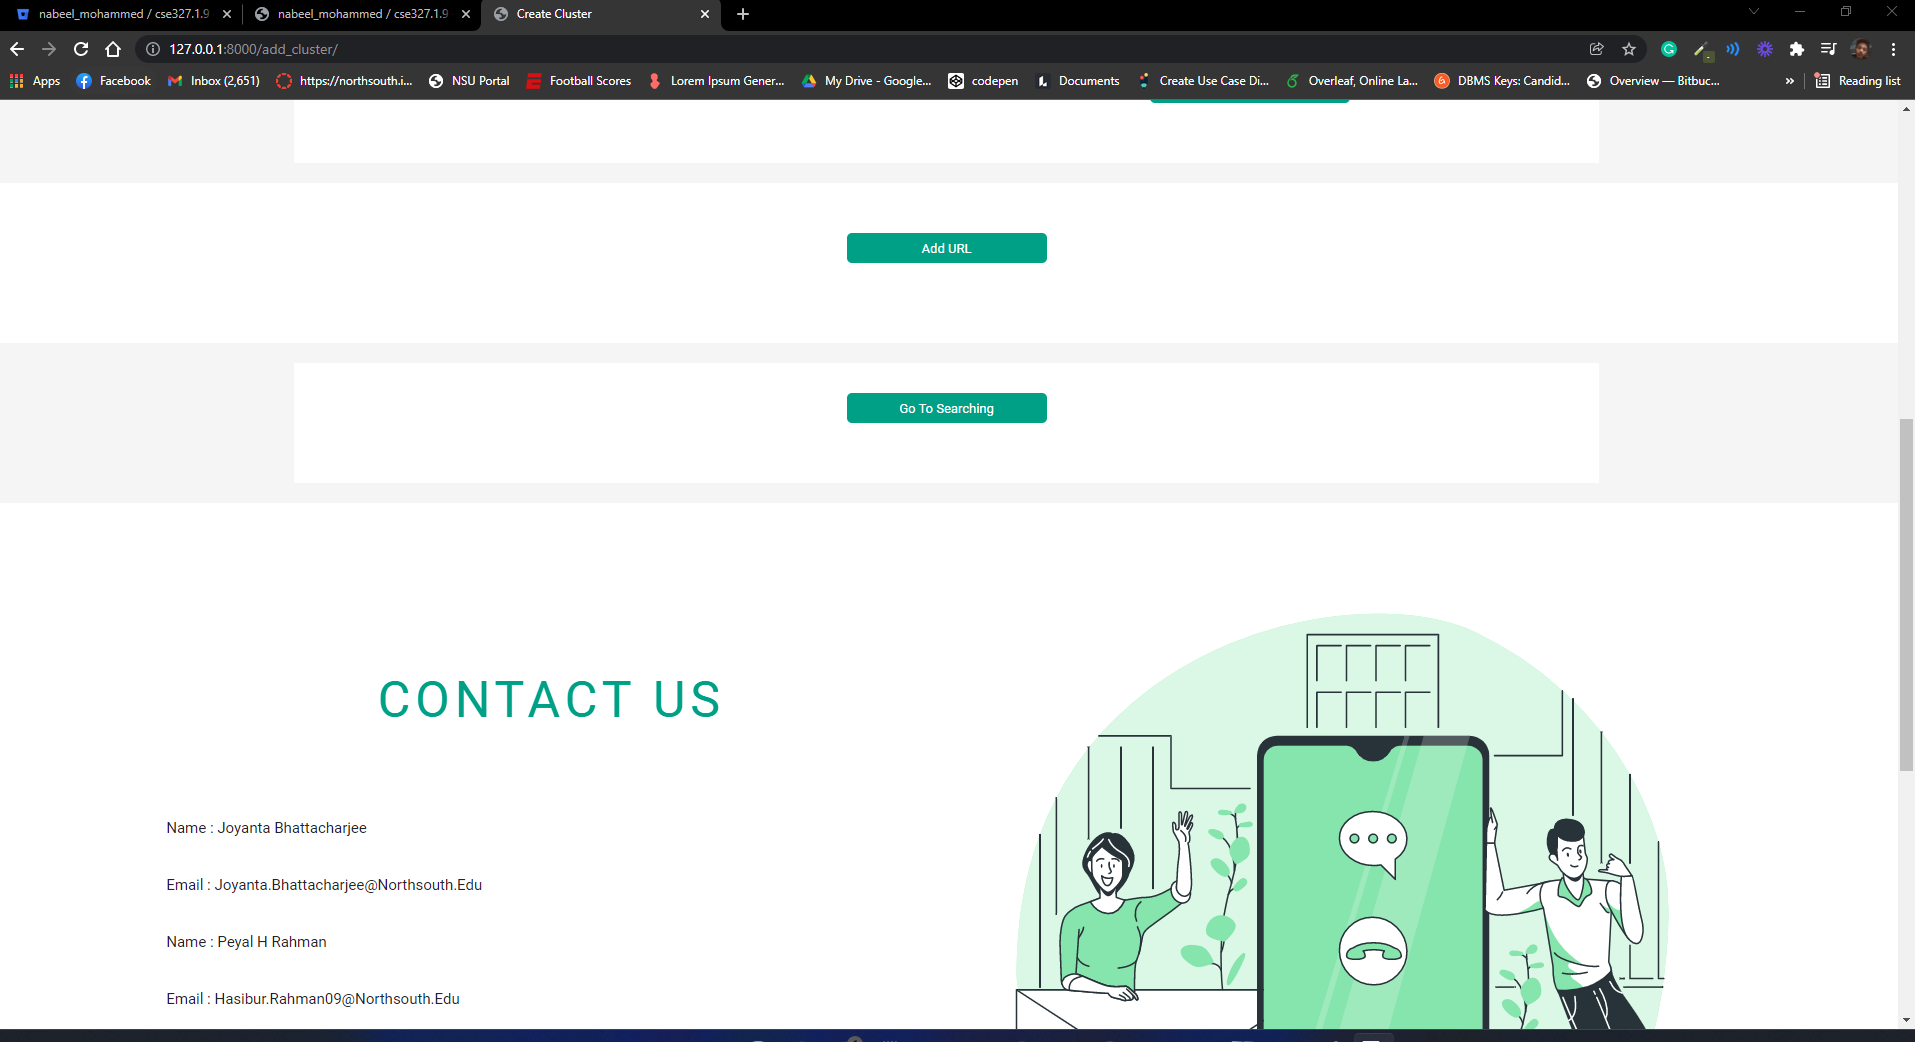 nabeel_mohammed / cse327.1.9
nabeel_mohammed / cse327.1.9
Create Cluster
127.0.0.1:8000/add_cluster/
Apps
Facebook
Inbox (2,651)
https://northsouth.i...
NSU Portal
Football Scores
Lorem Ipsum Gener...
My Drive - Google...
codepen
Documents
Create Use Case Di...
Overleaf, Online La...
DBMS Keys: Candid...
Overview — Bitbuc...
»
Reading list
Add URL
Go To Searching
CONTACT US
Name : Joyanta Bhattacharjee
Email : Joyanta.Bhattacharjee@Northsouth.Edu
Name : Peyal H Rahman
Email : Hasibur.Rahman09@Northsouth.Edu